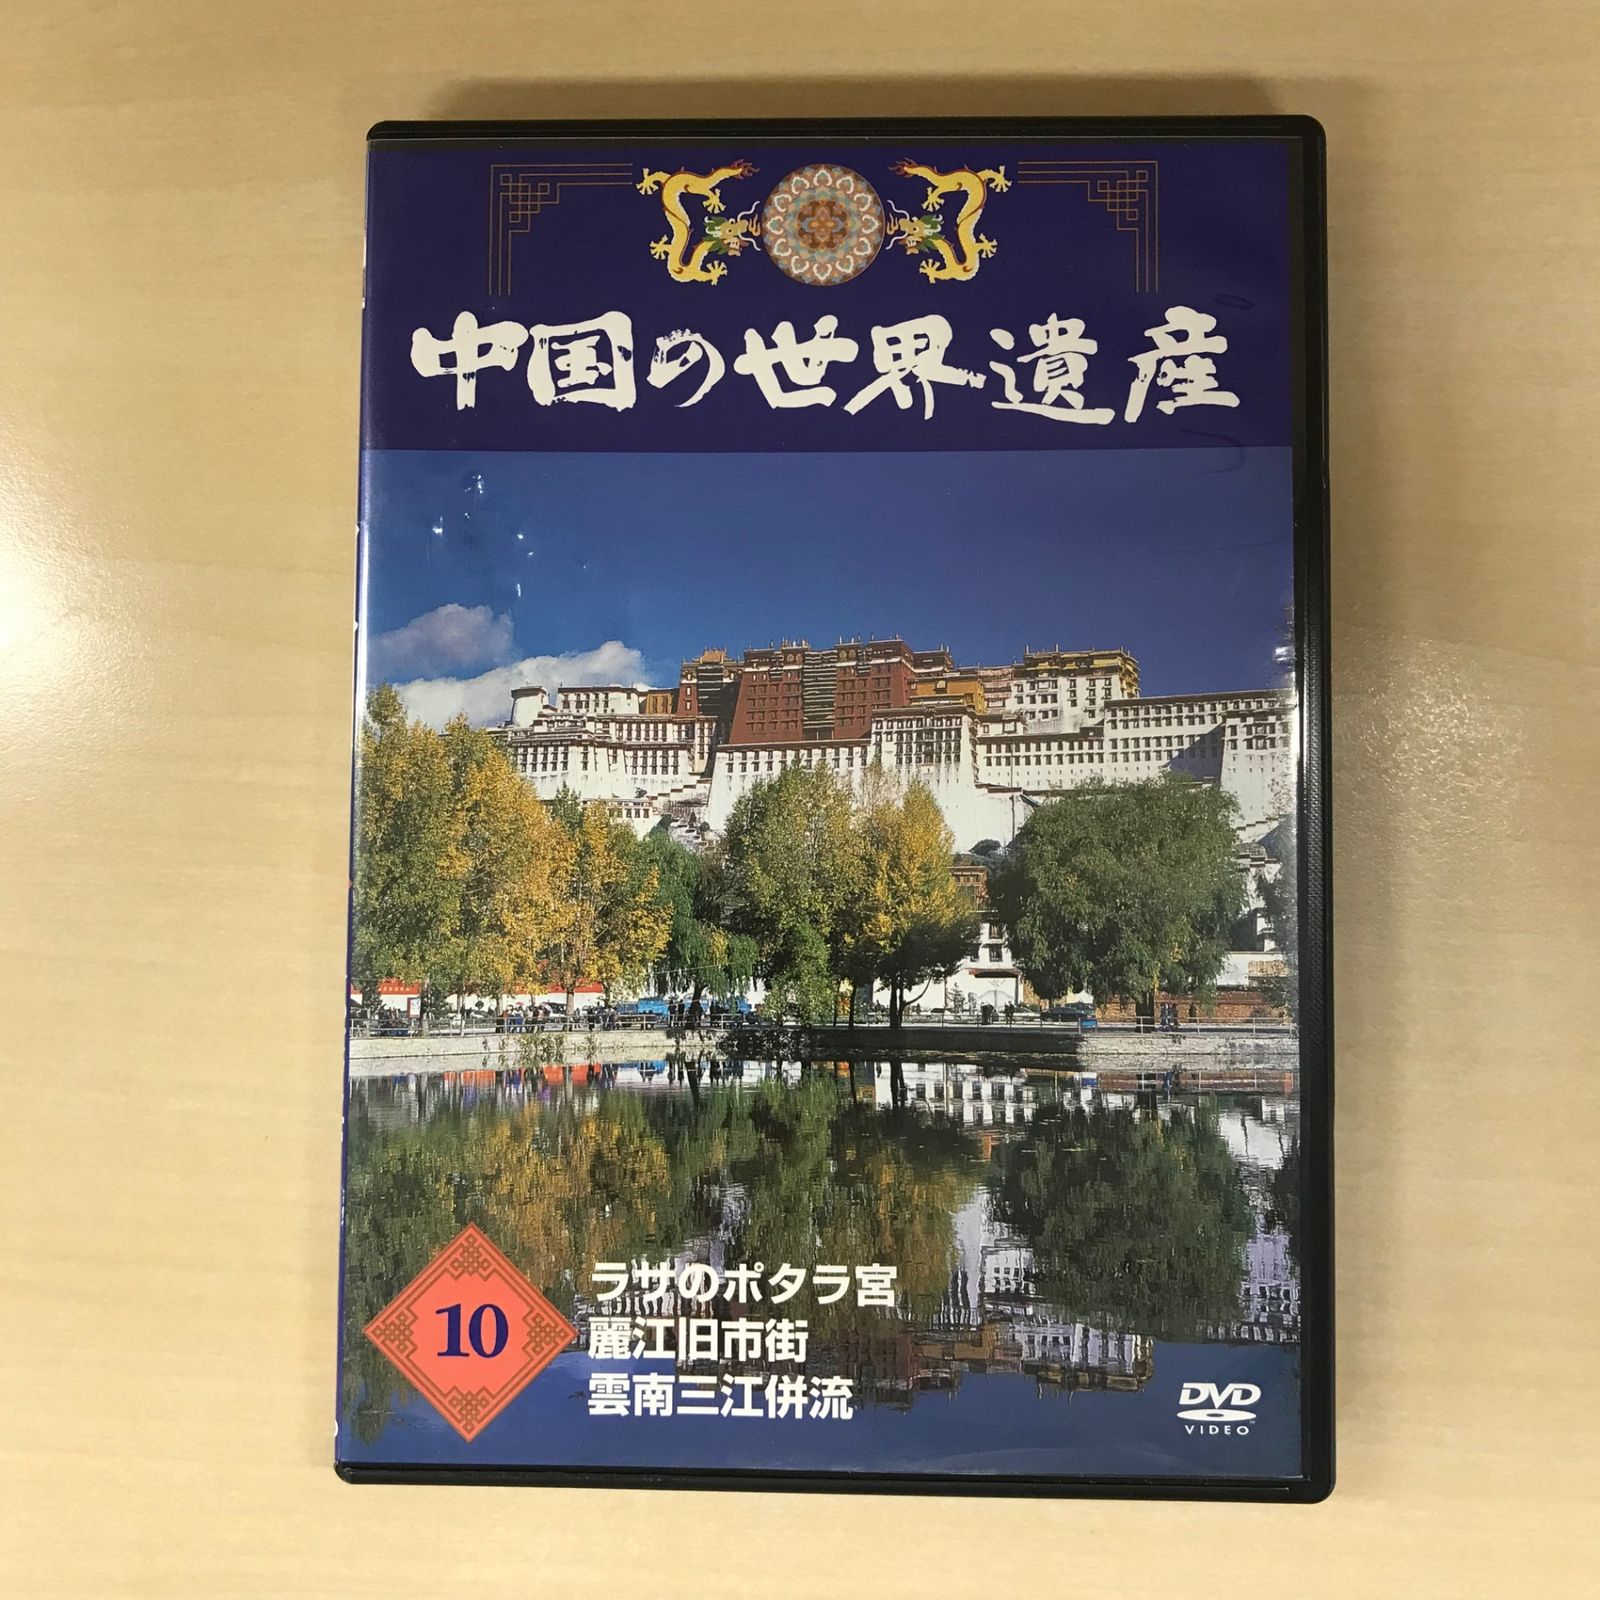 中国の世界遺産
10
ラサのポタラ宮
麗江旧市街
雲南三江併流
DVD
VIDEO